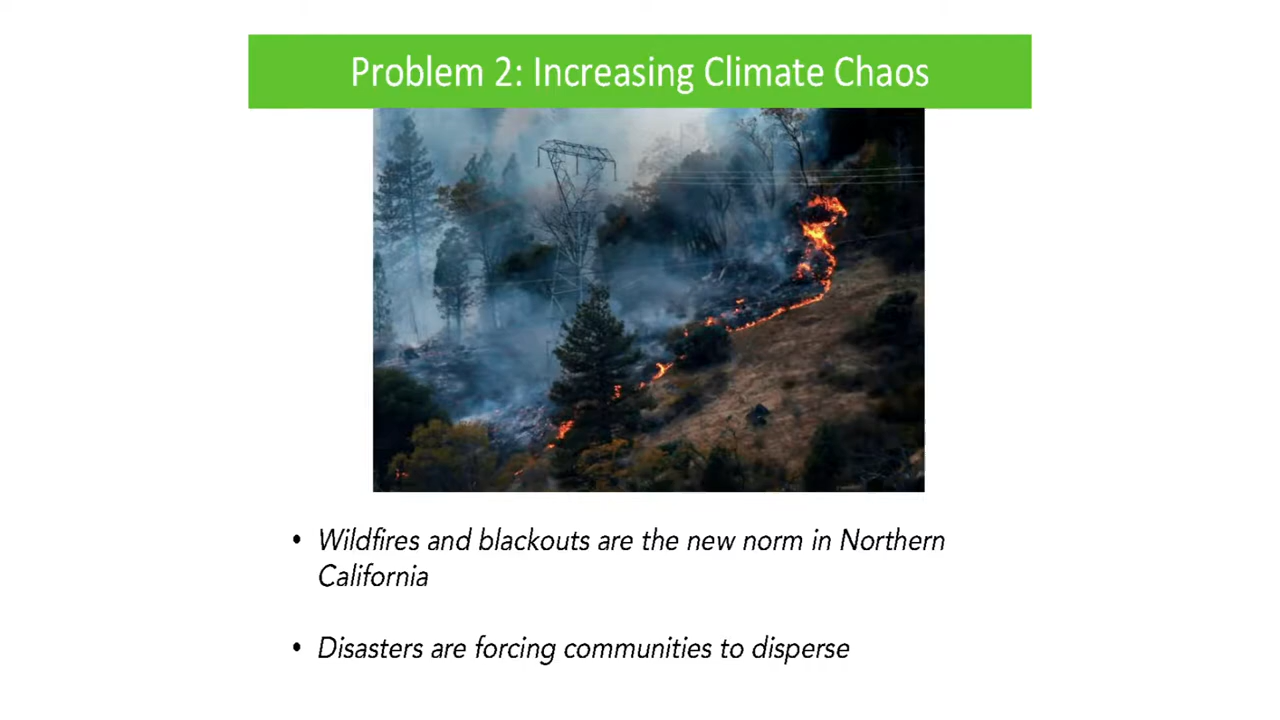 Problem 2: Increasing Climate Chaos
• Wildfires and blackouts are the new norm in Northern
California
• Disasters are forcing communities to disperse